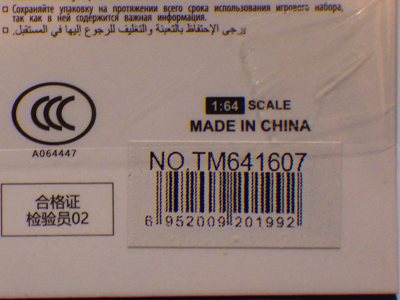 □ Сохраняйте упаковку на протяжении всего срока использования игрового набора,
так как в ней содержится важная информация.
□ يرجى الإحتفاظ بالتعبئة والتغليف للرجوع إليها في المستقبل.
CCC
A064447
1:64 SCALE
MADE IN CHINA
NO.TM641607
6 952009 201992
合格证
检验员02